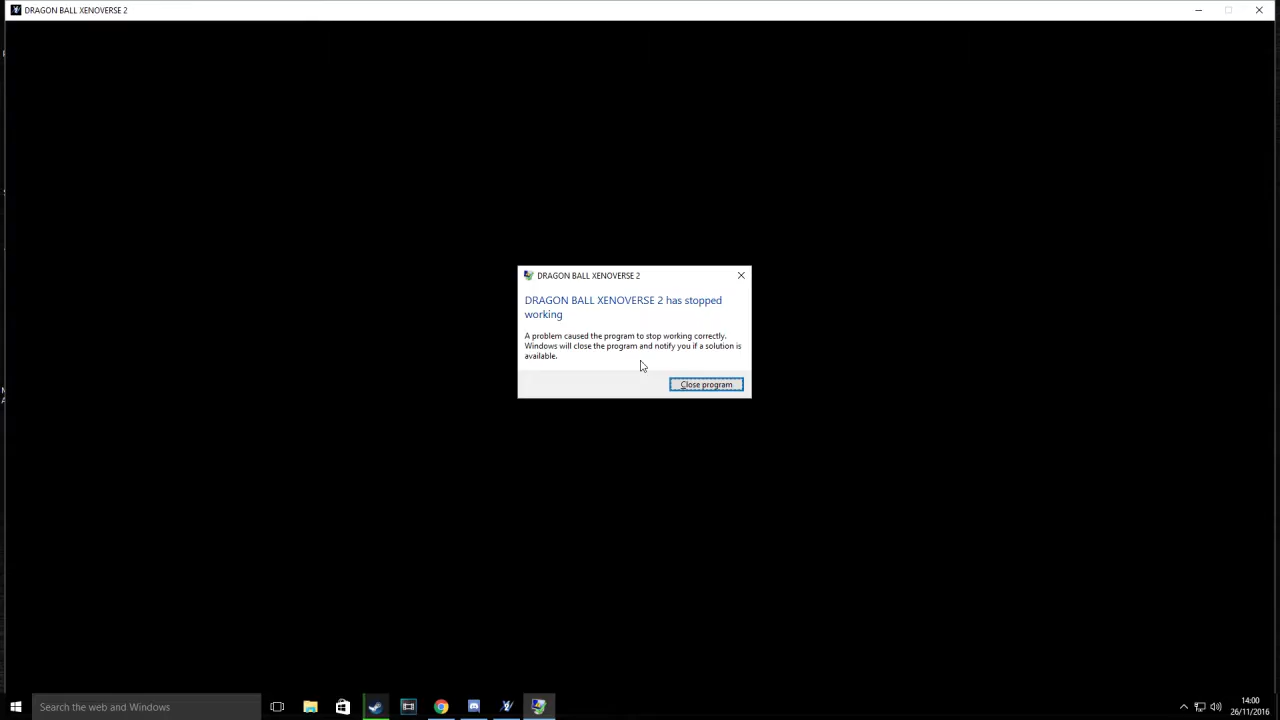 DRAGON BALL XENOVERSE 2
DRAGON BALL XENOVERSE 2
DRAGON BALL XENOVERSE 2 has stopped
working
A problem caused the program to stop working correctly.
Windows will close the program and notify you if a solution is
available.
Close program
Search the web and Windows
14:00
26/11/2016